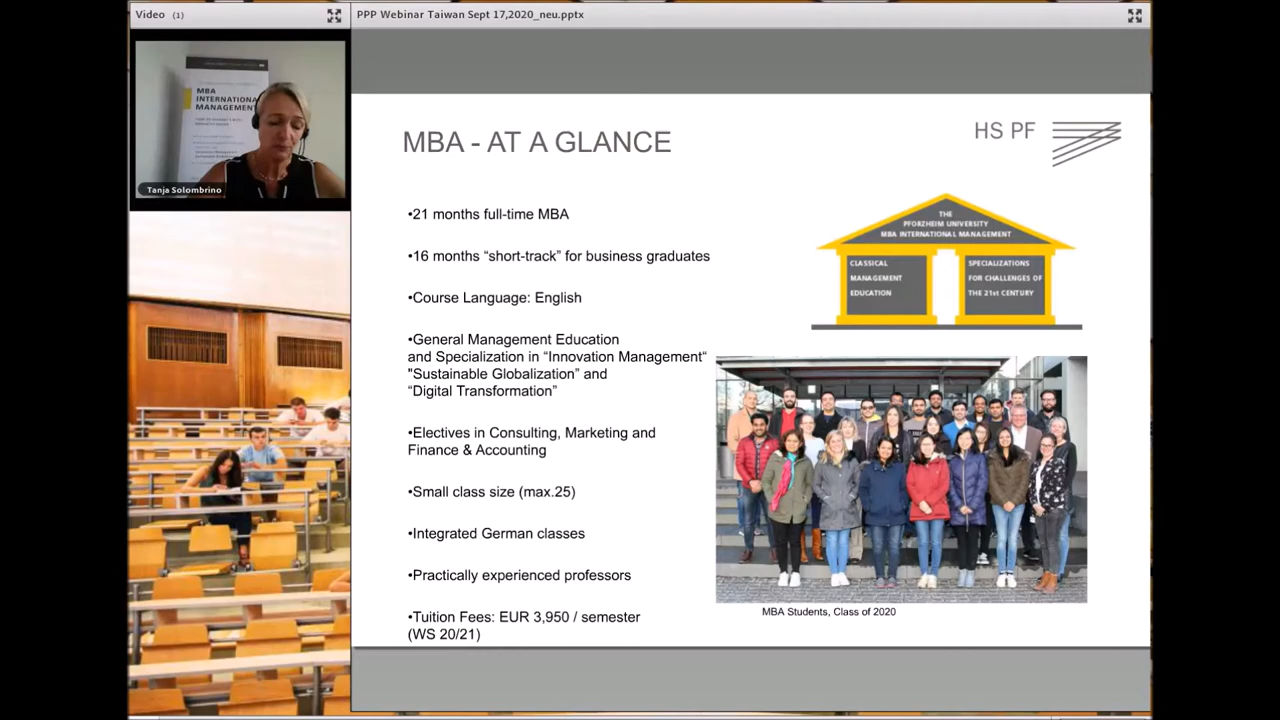 Video (1)
PPP Webinar Taiwan Sept 17,2020_neu.pptx
MBA
INTERNATIONA
MANAGEMENT
Tanja Solombrino
MBA - AT A GLANCE
HS PF
•21 months full-time MBA
•16 months “short-track” for business graduates
•Course Language: English
•General Management Education
and Specialization in “Innovation Management“
"Sustainable Globalization” and
“Digital Transformation”
•Electives in Consulting, Marketing and
Finance & Accounting
•Small class size (max.25)
•Integrated German classes
•Practically experienced professors
•Tuition Fees: EUR 3,950 / semester
(WS 20/21)
THE
PFORZHEIM UNIVERSITY
MBA INTERNATIONAL MANAGEMENT
CLASSICAL
MANAGEMENT
EDUCATION
SPECIALIZATIONS
FOR CHALLENGES OF
THE 21st CENTURY
MBA Students, Class of 2020